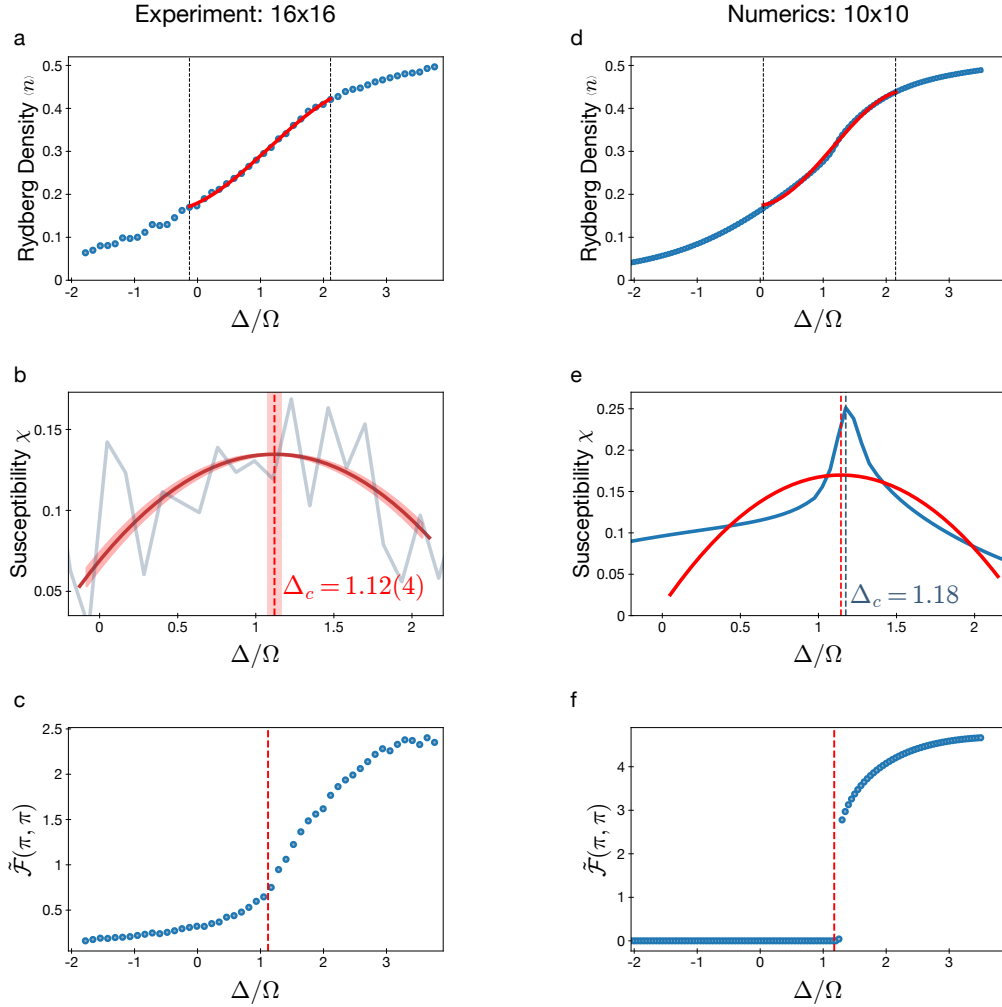 Experiment: 16x16
Numerics: 10x10
a
Rydberg Density ⟨n⟩
0.5
0.4
0.3
0.2
0.1
0
-2 -1 0 1 2 3
Δ/Ω
d
Rydberg Density ⟨n⟩
0.5
0.4
0.3
0.2
0.1
0
-2 -1 0 1 2 3
Δ/Ω
b
Susceptibility χ
0.15
0.1
0.05
Δc = 1.12(4)
0 0.5 1 1.5 2
Δ/Ω
e
Susceptibility χ
0.25
0.2
0.15
0.1
0.05
0
Δc = 1.18
0 0.5 1 1.5 2
Δ/Ω
c
F̃(π, π)
2.5
2
1.5
1
0.5
-2 -1 0 1 2 3
Δ/Ω
f
F̃(π, π)
4
3
2
1
0
-2 -1 0 1 2 3
Δ/Ω